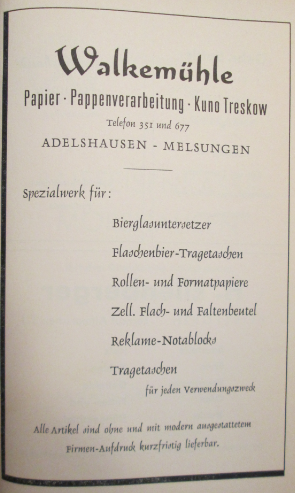 Walkemühle
Papier · Pappenverarbeitung · Kuno Treskow
Telefon 351 und 677
ADELSHAUSEN - MELSUNGEN
Spezialwerk für:
Bierglasuntersetzer
Flaschenbier-Tragetaschen
Rollen- und Formatpapiere
Zell. Flach- und Faltenbeutel
Reklame-Notablocks
Tragetaschen
für jeden Verwendungszweck
Alle Artikel sind ohne und mit modern ausgestattetem
Firmen-Aufdruck kurzfristig lieferbar.